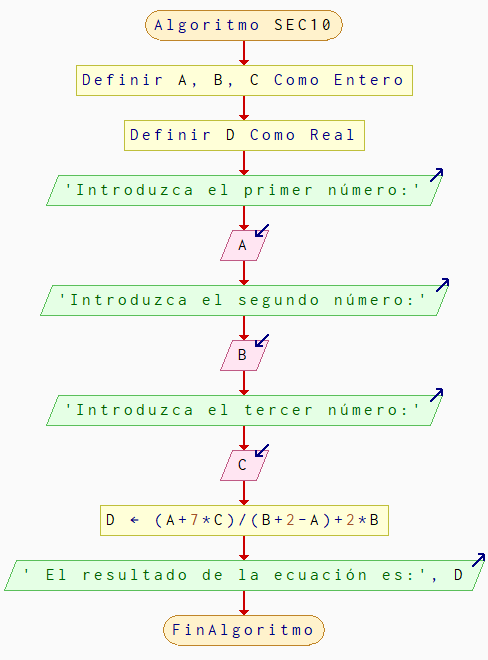 Algoritmo SEC10
Definir A, B, C Como Entero
Definir D Como Real
'Introduzca el primer número:'
A
'Introduzca el segundo número:'
B
'Introduzca el tercer número:'
C
D ← (A+7*C)/(B+2-A)+2*B
' El resultado de la ecuación es:', D
FinAlgoritmo